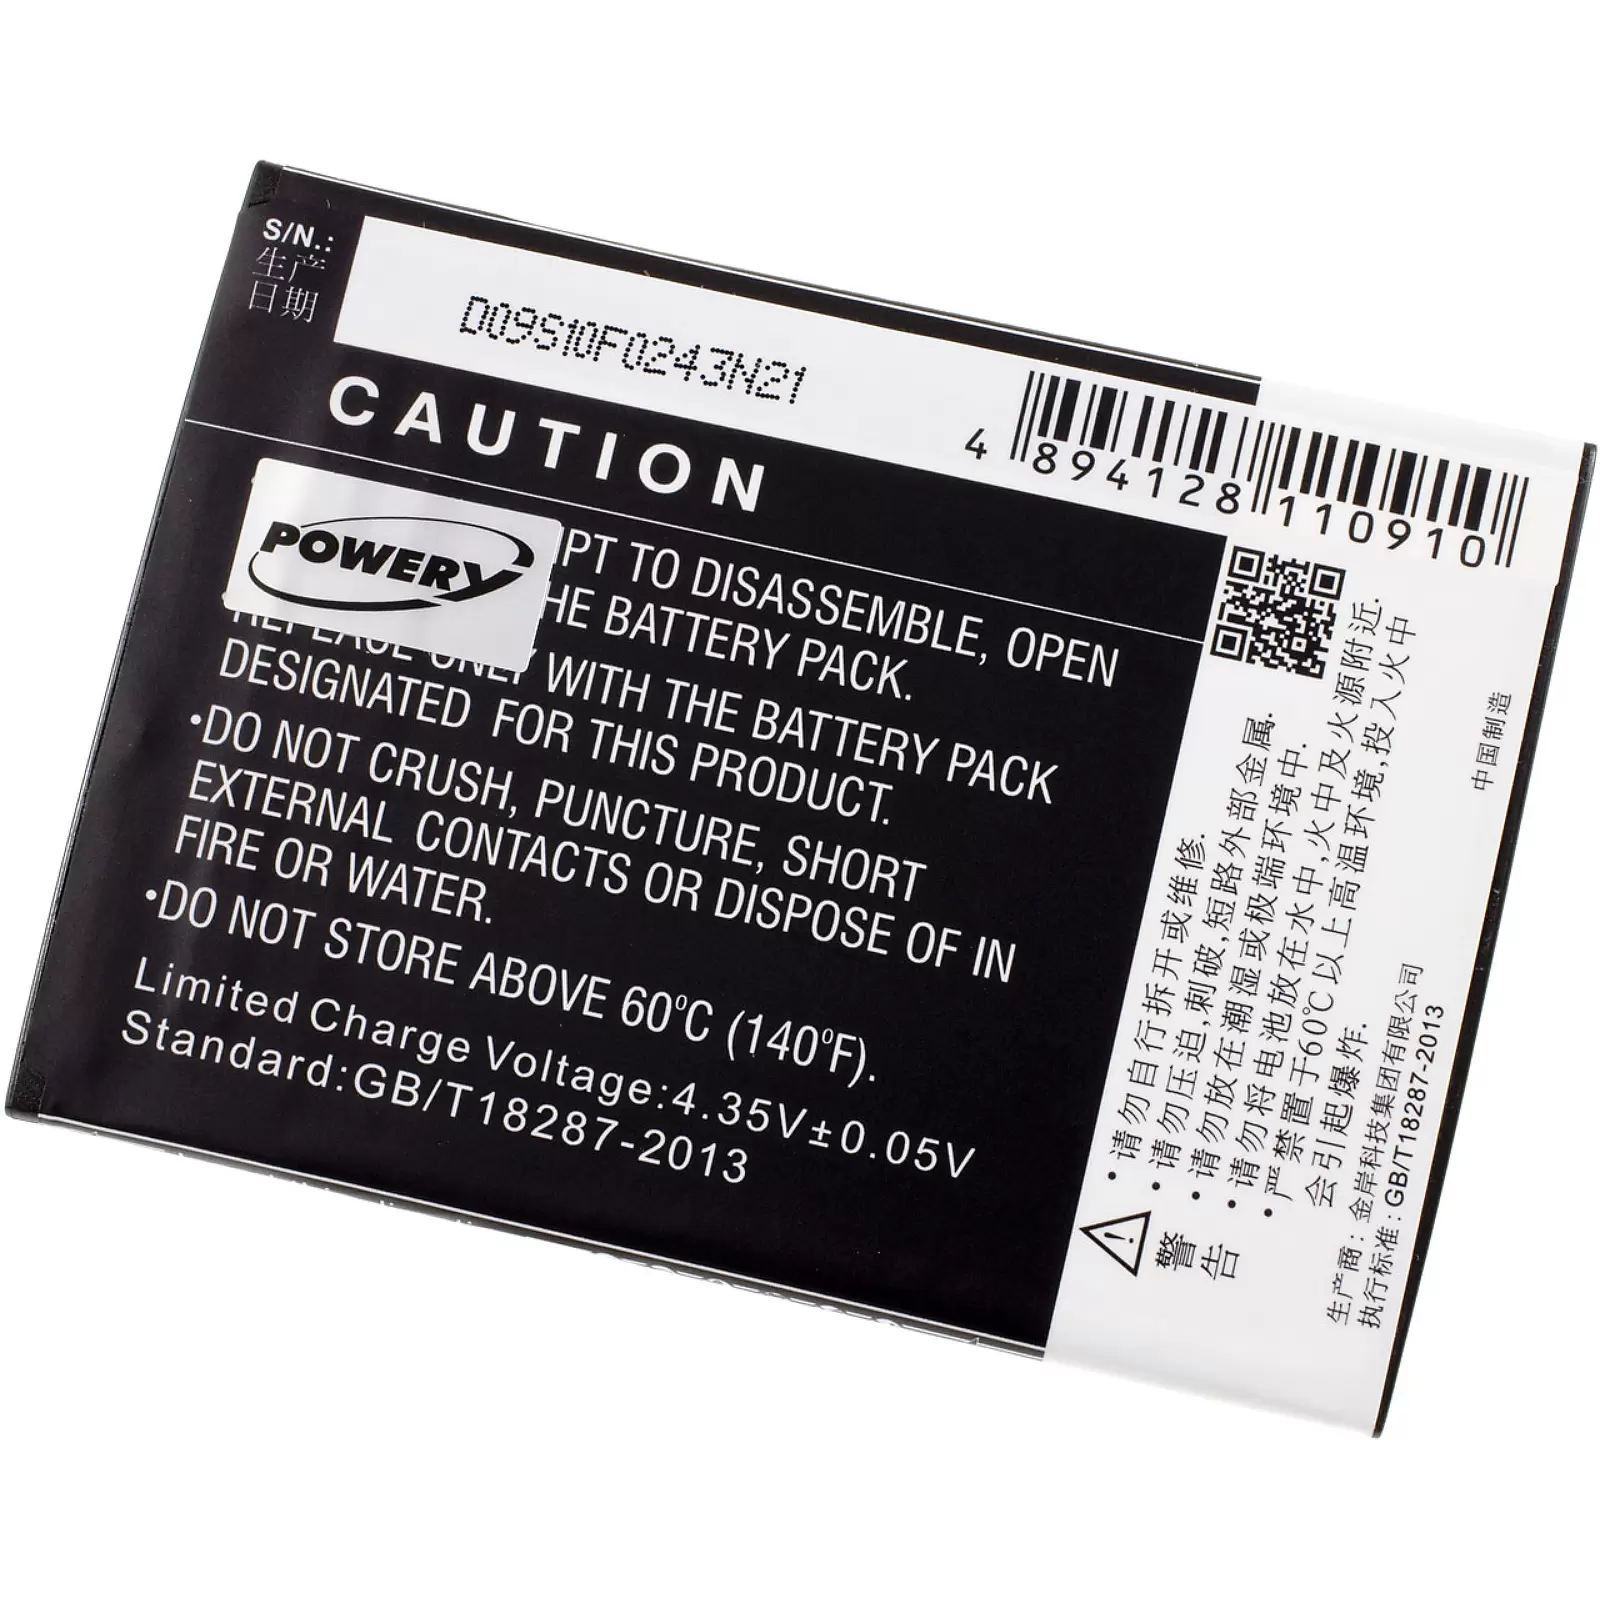 S/N.:
生产
日期
D09S10F0243N21
CAUTION
4 894128 110910
POWERY
PT TO DISASSEMBLE, OPEN
HE BATTERY PACK.
REPLACE ONLY WITH THE BATTERY PACK
DESIGNATED FOR THIS PRODUCT.
•DO NOT CRUSH, PUNCTURE, SHORT
EXTERNAL CONTACTS OR DISPOSE OF IN
FIRE OR WATER.
•DO NOT STORE ABOVE 60°C (140°F).
Limited Charge Voltage:4.35V±0.05V
Standard:GB/T18287-2013
警告
•请勿自行拆开或维修.
•请勿压迫,刺破,短路外部金属.
•请勿放在潮湿或极端环境中.
•请勿将电池放在水中,火中及火源附近.
•严禁置于60℃以上高温环境,投入火中
会引起爆炸.
生产商:金岸科技集团有限公司
执行标准:GB/T18287-2013
中国制造